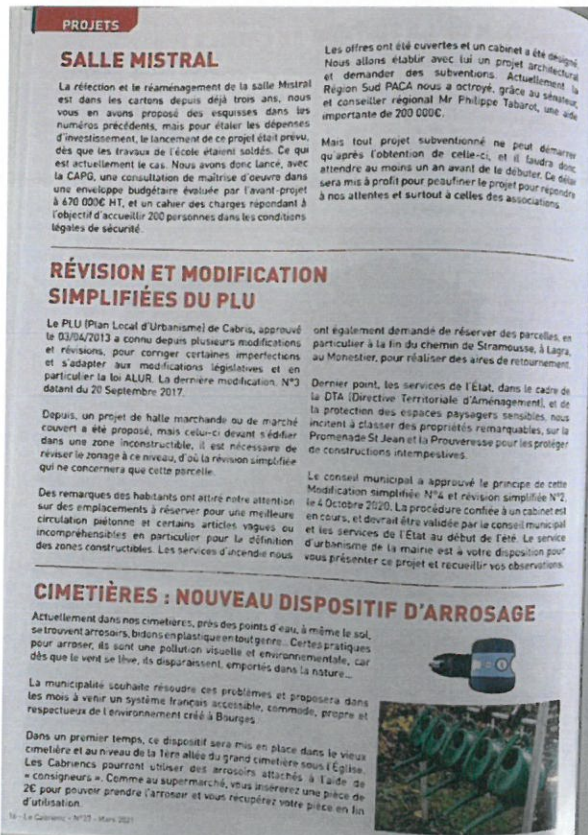 PROJETS
SALLE MISTRAL
La réfection et le réaménagement de la salle Mistral
est dans les cartons depuis déjà trois ans, nous
vous en avons proposé des esquisses dans les
numéros précédents, mais pour étaler les dépenses
d'investissement, le lancement de ce projet était prévu,
dès que les travaux de l'école étaient soldés. Ce qui
est actuellement le cas. Nous avons donc lancé, avec
la CAPG, une consultation de maîtrise d'oeuvre dans
une enveloppe budgétaire évaluée par l'avant-projet
à 670 000€ HT, et un cahier des charges répondant à
l'objectif d'accueillir 200 personnes dans les conditions
légales de sécurité.
Les offres ont été ouvertes et un cabinet a été désigné.
Nous allons établir avec lui un projet architectural
et demander des subventions. Actuellement la
Région Sud PACA nous a octroyé, grâce au sénateur
et conseiller régional Mr Philippe Tabarot, une aide
importante de 200 000€.
Mais tout projet subventionné ne peut démarrer
qu'après l'obtention de celle-ci, et il faudra donc
attendre au moins un an avant de le débuter. Ce délai
sera mis à profit pour peaufiner le projet pour répondre
à nos attentes et surtout à celles des associations.
RÉVISION ET MODIFICATION
SIMPLIFIÉES DU PLU
Le PLU (Plan Local d'Urbanisme) de Cabris, approuvé
le 03/04/2013 a connu depuis plusieurs modifications
et révisions, pour corriger certaines imperfections
et s'adapter aux modifications législatives et en
particulier la loi ALUR. La dernière modification, N°3
datant du 20 Septembre 2017.
Depuis, un projet de halle marchande ou de marché
couvert a été proposé, mais celui-ci devant s'édifier
dans une zone inconstructible, il est nécessaire de
réviser le zonage à ce niveau, d'où la révision simplifiée
qui ne concernera que cette parcelle.
Des remarques des habitants ont attiré notre attention
sur des emplacements à réserver pour une meilleure
circulation piétonne et certains articles vagues ou
incompréhensibles en particulier pour la définition
des zones constructibles. Les services d'incendie nous
ont également demandé de réserver des parcelles, en
particulier à la fin du chemin de Stramousse, à Lagra,
au Monestier, pour réaliser des aires de retournement.
Dernier point, les services de l'État, dans le cadre de
la DTA (Directive Territoriale d'Aménagement), et de
la protection des espaces paysagers sensibles, nous
incitent à classer des propriétés remarquables, sur la
Promenade St Jean et la Prouveresse pour les protéger
de constructions intempestives.
Le conseil municipal a approuvé le principe de cette
Modification simplifiée N°4 et révision simplifiée N°2,
le 4 Octobre 2020. La procédure confiée à un cabinet est
en cours, et devrait être validée par le conseil municipal
et les services de l'État au début de l'été. Le service
d'urbanisme de la mairie est à votre disposition pour
vous présenter ce projet et recueillir vos observations.
CIMETIÈRES : NOUVEAU DISPOSITIF D'ARROSAGE
Actuellement dans nos cimetières, près des points d'eau, à même le sol,
se trouvent arrosoirs, bidons en plastique en tout genre... Certes pratiques
pour arroser, ils sont une pollution visuelle et environnementale, car
dès que le vent se lève, ils disparaissent, emportés dans la nature...
La municipalité souhaite résoudre ces problèmes et proposera dans
les mois à venir un système français accessible, commode, propre et
respectueux de l'environnement créé à Bourges.
Dans un premier temps, ce dispositif sera mis en place dans le vieux
cimetière et au niveau de la 1ère allée du grand cimetière sous l'Église.
Les Cabriencs pourront utiliser des arrosoirs attachés à l'aide de
« consigneurs ». Comme au supermarché, vous insérerez une pièce de
2€ pour pouvoir prendre l'arrosoir et vous récupérez votre pièce en fin
d'utilisation.
16 - Le Cabrienc - N°37 - Mars 2021